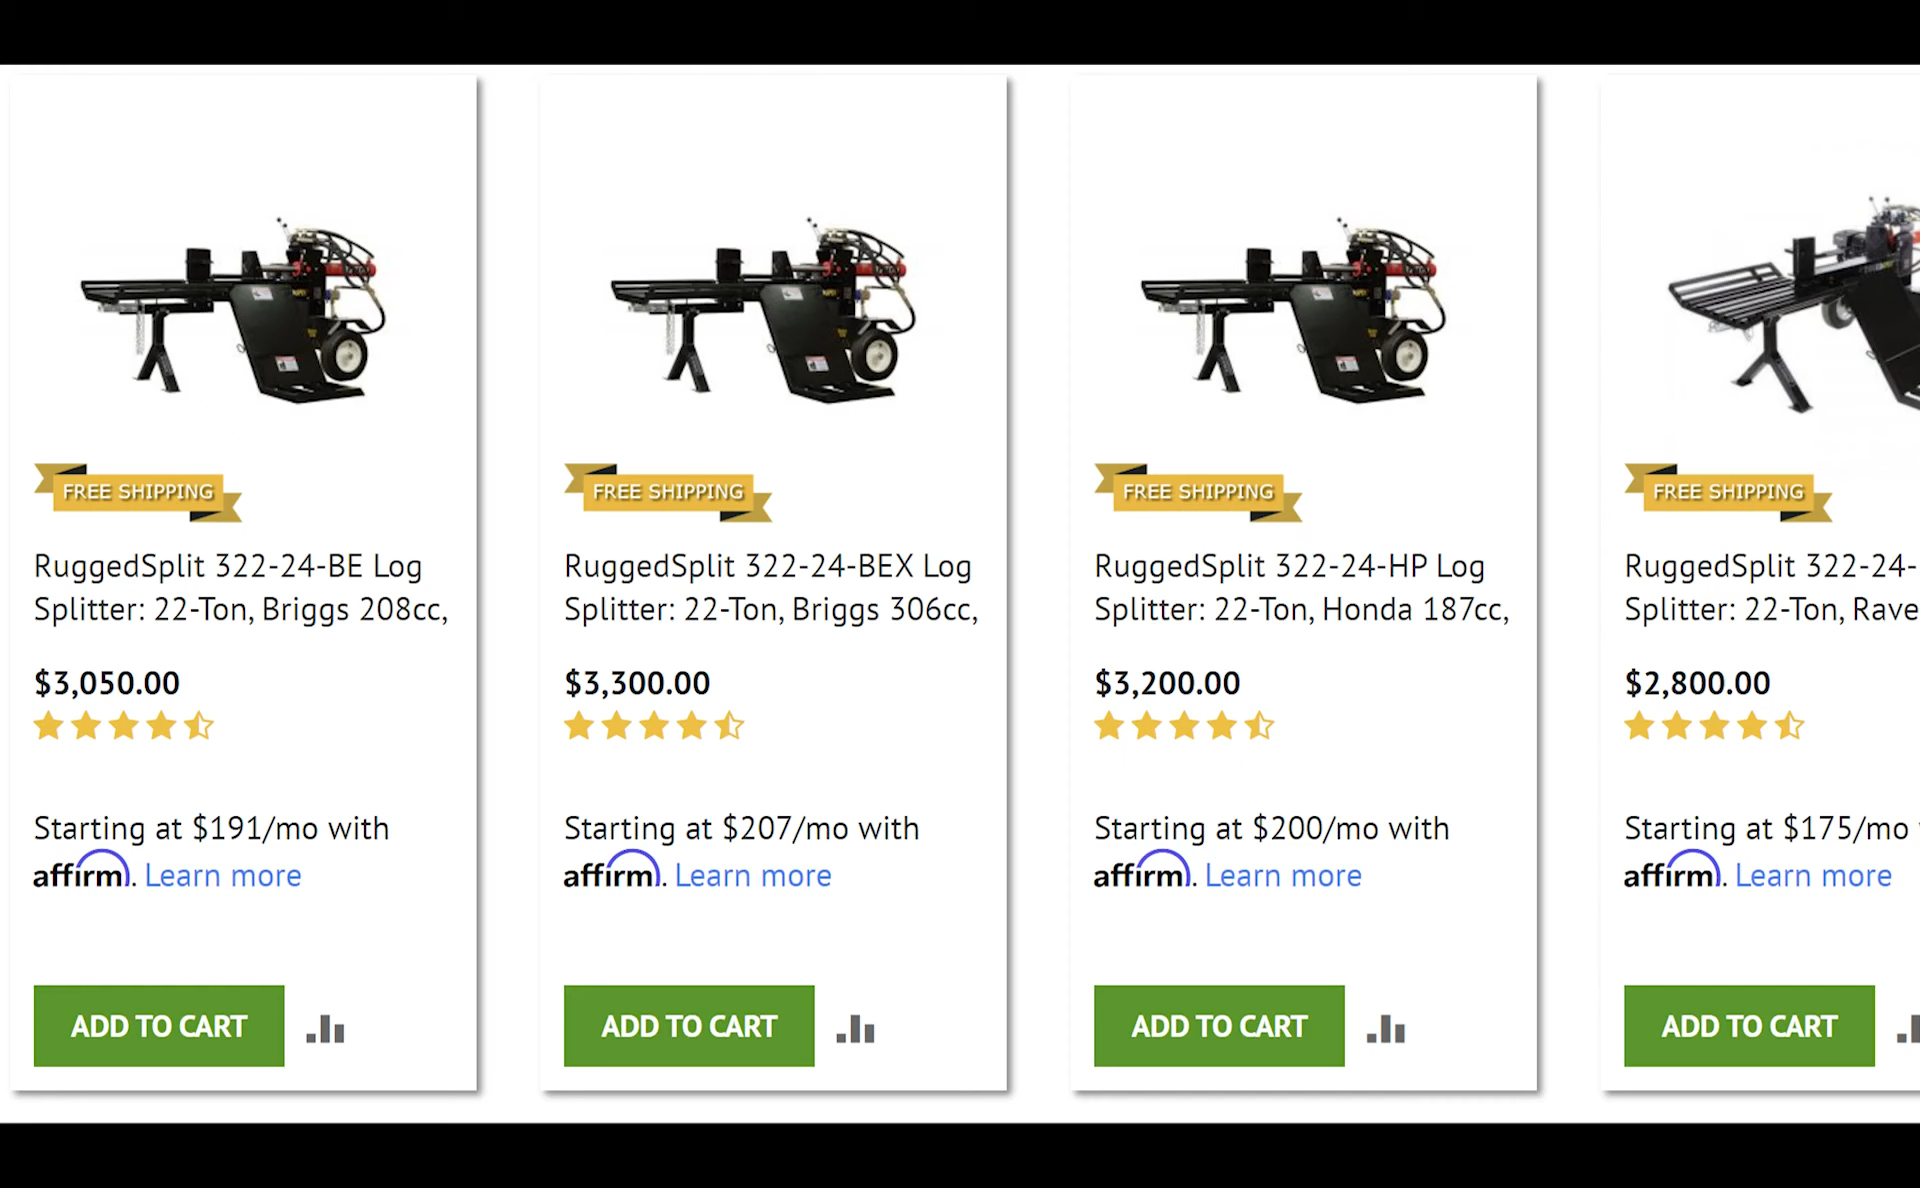 FREE SHIPPING
RuggedSplit 322-24-BE Log
Splitter: 22-Ton, Briggs 208cc,
$3,050.00
Starting at $191/mo with
affirm. Learn more
ADD TO CART
FREE SHIPPING
RuggedSplit 322-24-BEX Log
Splitter: 22-Ton, Briggs 306cc,
$3,300.00
Starting at $207/mo with
affirm. Learn more
ADD TO CART
FREE SHIPPING
RuggedSplit 322-24-HP Log
Splitter: 22-Ton, Honda 187cc,
$3,200.00
Starting at $200/mo with
affirm. Learn more
ADD TO CART
FREE SHIPPING
RuggedSplit 322-24-
Splitter: 22-Ton, Rave
$2,800.00
Starting at $175/mo
affirm. Learn more
ADD TO CART